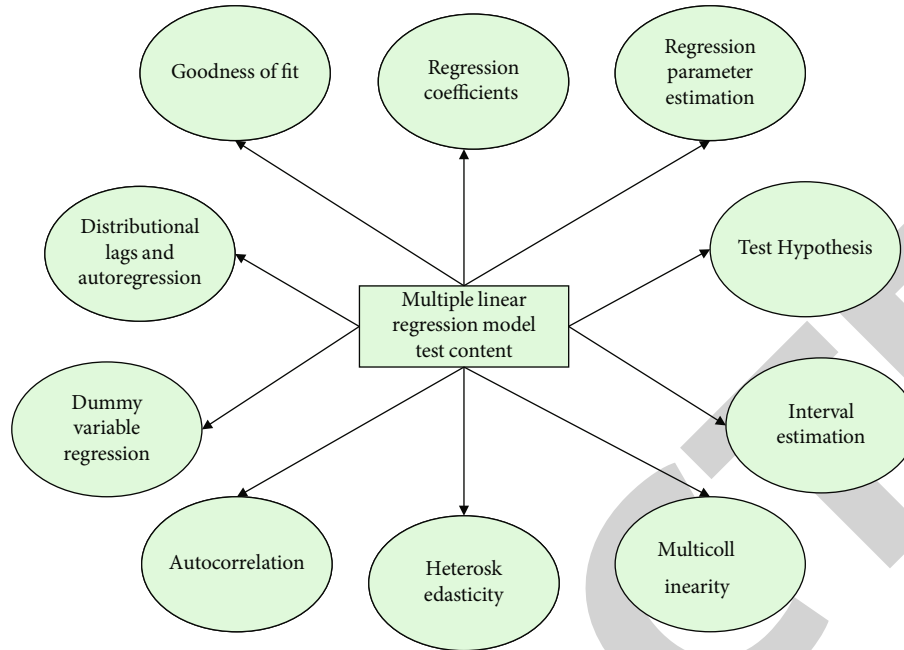 Goodness of fit
Regression
coefficients
Regression
parameter
estimation
Distributional
lags and
autoregression
Multiple linear
regression model
test content
Test Hypothesis
Dummy
variable
regression
Interval
estimation
Autocorrelation
Heterosk
edasticity
Multicoll
inearity